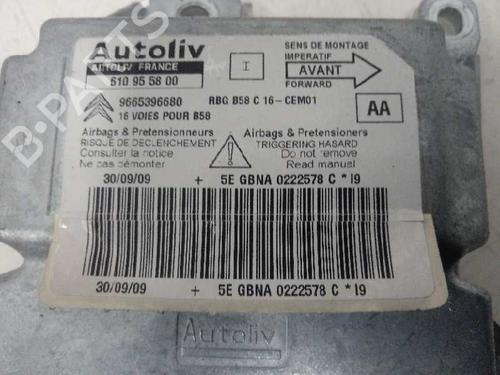 Autoliv
AUTOLIV FRANCE
610 95 58 00
I
SENS DE MONTAGE
IMPERATIF
AVANT
FORWARD
9665396680
RBG B58 C 16-CEM01
16 VOIES POUR B58
AA
Airbags & Pretensionneurs
RISQUE DE DECLENCHEMENT
Consulter la notice
Ne pas démonter
Airbags & Pretensioners
TRIGGERING HASARD
Do not remove
Read manual
30/09/09 + 5E GBNA 0222578 C * I9
30/09/09 + 5E GBNA 0222578 C * I9
Autoliv
B-PARTS